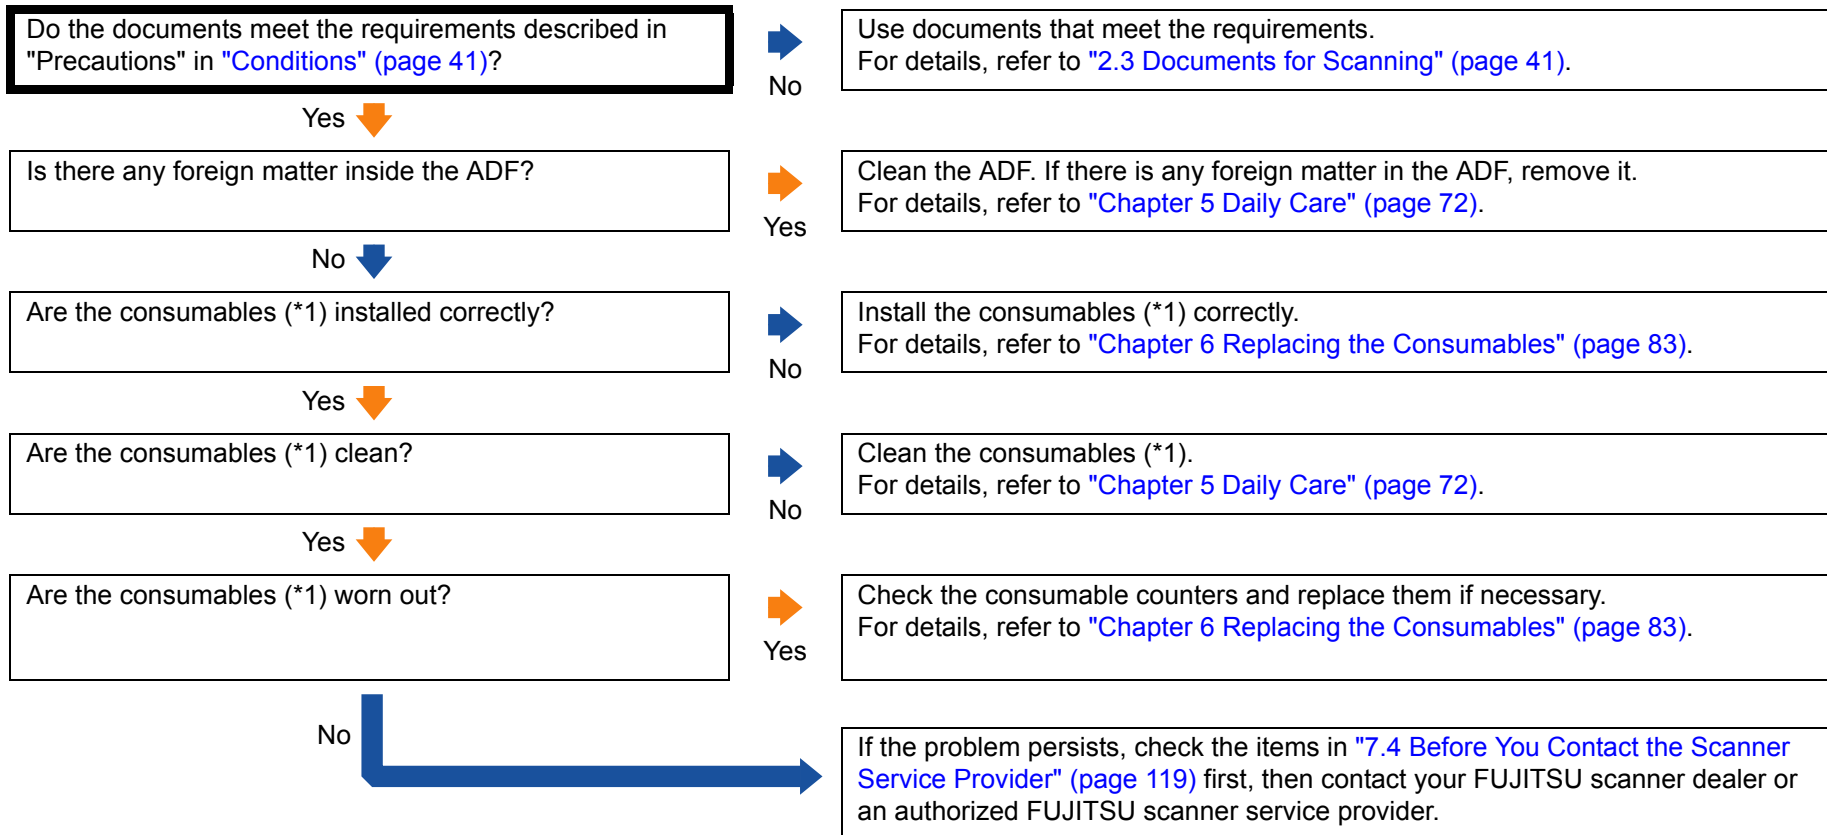 Do the documents meet the requirements described in
"Precautions" in "Conditions" (page 41)?
No
Use documents that meet the requirements.
For details, refer to "2.3 Documents for Scanning" (page 41).
Yes
Is there any foreign matter inside the ADF?
Yes
Clean the ADF. If there is any foreign matter in the ADF, remove it.
For details, refer to "Chapter 5 Daily Care" (page 72).
No
Are the consumables (*1) installed correctly?
No
Install the consumables (*1) correctly.
For details, refer to "Chapter 6 Replacing the Consumables" (page 83).
Yes
Are the consumables (*1) clean?
No
Clean the consumables (*1).
For details, refer to "Chapter 5 Daily Care" (page 72).
Yes
Are the consumables (*1) worn out?
Yes
Check the consumable counters and replace them if necessary.
For details, refer to "Chapter 6 Replacing the Consumables" (page 83).
No
If the problem persists, check the items in "7.4 Before You Contact the Scanner
Service Provider" (page 119) first, then contact your FUJITSU scanner dealer or
an authorized FUJITSU scanner service provider.